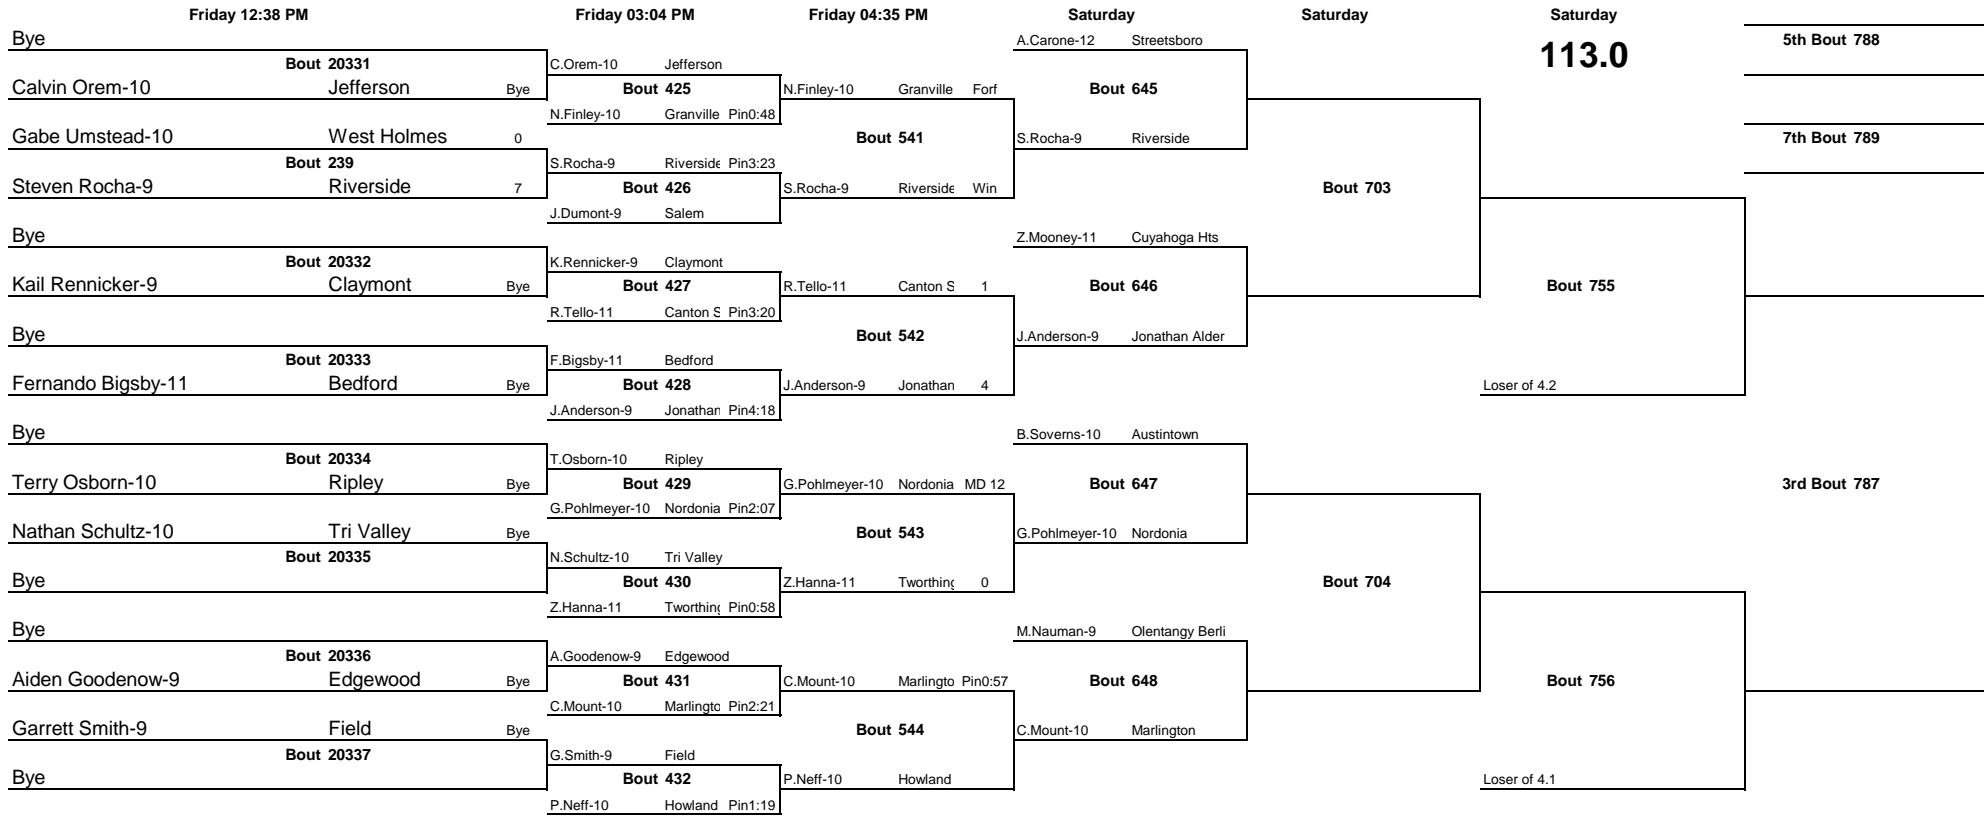 Friday 12:38 PM Friday 03:04 PM Friday 04:35 PM Saturday Saturday Saturday
Bye A.Carone-12 Streetsboro 113.0 5th Bout 788
Bout 20331 C.Orem-10 Jefferson
Calvin Orem-10 Jefferson Bye Bout 425 N.Finley-10 Granville Forf Bout 645
N.Finley-10 Granville Pin0:48
Gabe Umstead-10 West Holmes 0 Bout 541 S.Rocha-9 Riverside 7th Bout 789
Bout 239 S.Rocha-9 Riverside Pin3:23
Steven Rocha-9 Riverside 7 Bout 426 S.Rocha-9 Riverside Win Bout 703
J.Dumont-9 Salem
Bye Z.Mooney-11 Cuyahoga Hts
Bout 20332 K.Rennicker-9 Claymont
Kail Rennicker-9 Claymont Bye Bout 427 R.Tello-11 Canton S 1 Bout 646 Bout 755
R.Tello-11 Canton S Pin3:20
Bye Bout 542 J.Anderson-9 Jonathan Alder
Bout 20333 F.Bigsby-11 Bedford
Fernando Bigsby-11 Bedford Bye Bout 428 J.Anderson-9 Jonathan 4 Loser of 4.2
J.Anderson-9 Jonathan Pin4:18
Bye B.Soverns-10 Austintown
Bout 20334 T.Osborn-10 Ripley
Terry Osborn-10 Ripley Bye Bout 429 G.Pohlmeyer-10 Nordonia MD 12 Bout 647 3rd Bout 787
G.Pohlmeyer-10 Nordonia Pin2:07
Nathan Schultz-10 Tri Valley Bye Bout 543 G.Pohlmeyer-10 Nordonia
Bout 20335 N.Schultz-10 Tri Valley
Bye Bout 430 Z.Hanna-11 Tworthing 0 Bout 704
Z.Hanna-11 Tworthing Pin0:58
Bye M.Nauman-9 Olentangy Berli
Bout 20336 A.Goodenow-9 Edgewood
Aiden Goodenow-9 Edgewood Bye Bout 431 C.Mount-10 Marlingto Pin0:57 Bout 648 Bout 756
C.Mount-10 Marlingto Pin2:21
Garrett Smith-9 Field Bye Bout 544 C.Mount-10 Marlington
Bout 20337 G.Smith-9 Field
Bye Bout 432 P.Neff-10 Howland Loser of 4.1
P.Neff-10 Howland Pin1:19